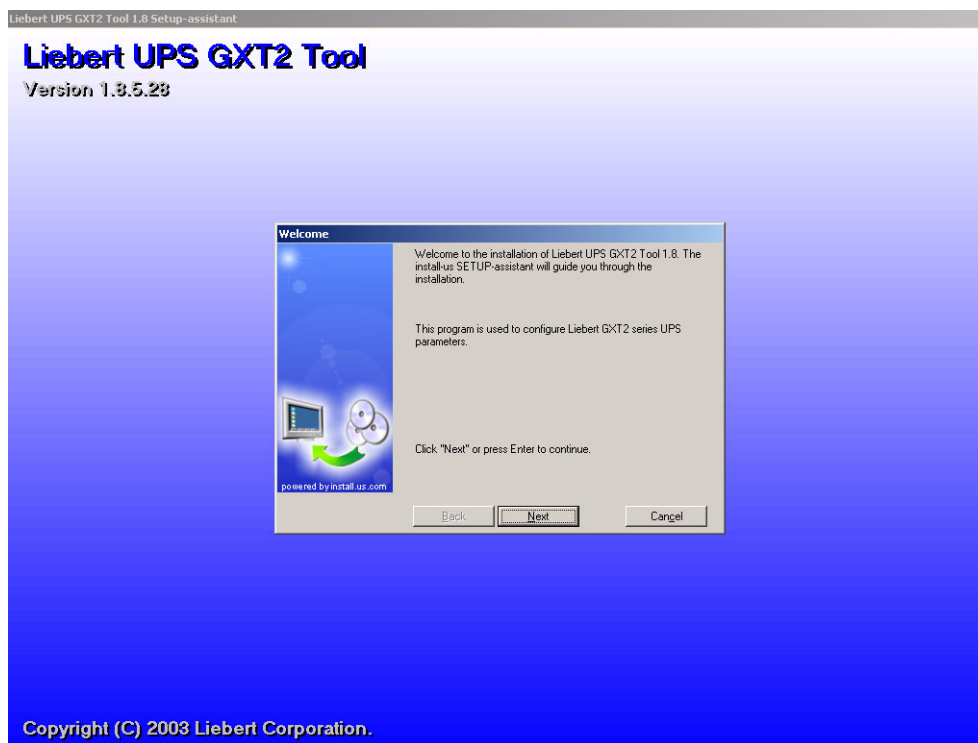 Liebert UPS GXT2 Tool 1.8 Setup-assistant
Liebert UPS GXT2 Tool
Version 1.8.5.28
Welcome
Welcome to the installation of Liebert UPS GXT2 Tool 1.8. The
install-us SETUP-assistant will guide you through the
installation.
This program is used to configure Liebert GXT2 series UPS
parameters.
Click "Next" or press Enter to continue.
powered by install.us.com
Back
Next
Cancel
Copyright (C) 2003 Liebert Corporation.